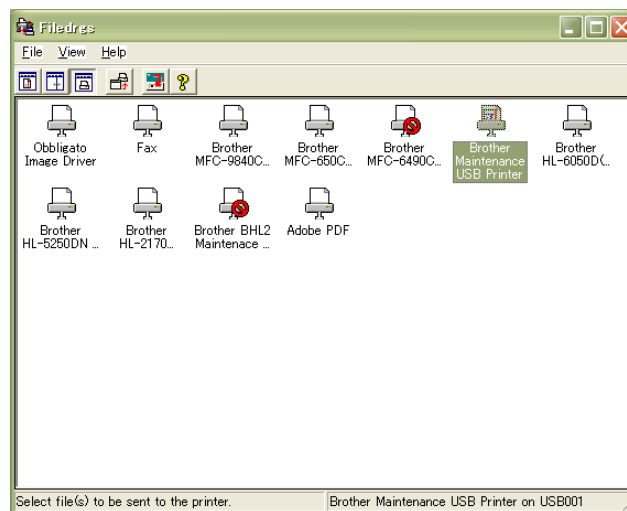 Filedrgs
File View Help
Obbligato
Image Driver
Fax
Brother
MFC-9840C...
Brother
MFC-650C...
Brother
MFC-6490C...
Brother
Maintenance
USB Printer
Brother
HL-6050D(...
Brother
HL-5250DN ...
Brother
HL-2170...
Brother BHL2
Maintenace ...
Adobe PDF
Select file(s) to be sent to the printer.
Brother Maintenance USB Printer on USB001